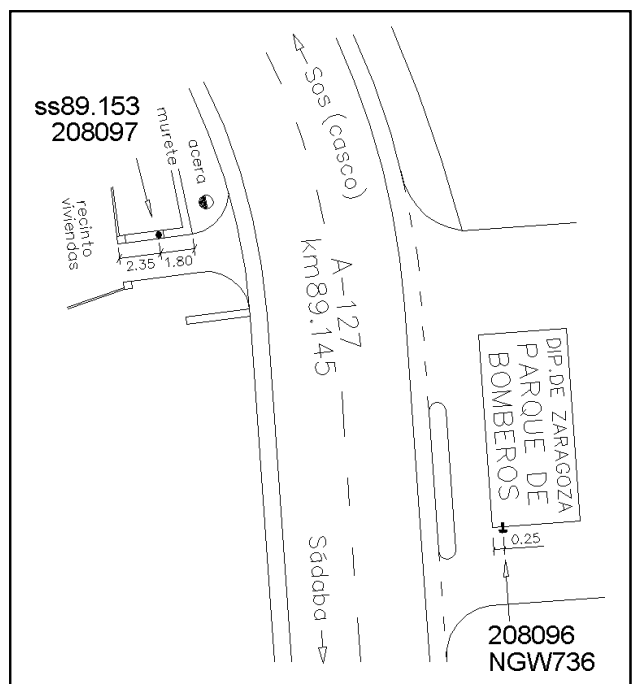 ss89.153
208097
murete
acera
recinto
viviendas
2.35
1.80
Sos (casco)
A-127
km89.145
Sádaba
DIP.DE ZARAGOZA
PARQUE DE
BOMBEROS
0.25
208096
NGW736